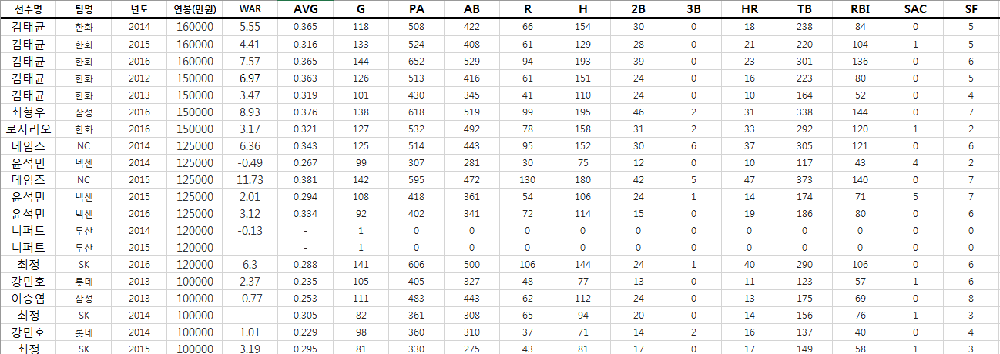 선수명 팀명 년도 연봉(만원) WAR AVG G PA AB R H 2B 3B HR TB RBI SAC SF
김태균 한화 2014 160000 5.55 0.365 118 508 422 66 154 30 0 18 238 84 0 5
김태균 한화 2015 160000 4.41 0.316 133 524 408 61 129 28 0 21 220 104 1 5
김태균 한화 2016 160000 7.57 0.365 144 652 529 94 193 39 0 23 301 136 0 6
김태균 한화 2012 150000 6.97 0.363 126 513 416 61 151 24 0 16 223 80 0 5
김태균 한화 2013 150000 3.47 0.319 101 430 345 41 110 24 0 10 164 52 0 4
최형우 삼성 2016 150000 8.93 0.376 138 618 519 99 195 46 2 31 338 144 0 7
로사리오 한화 2016 150000 3.17 0.321 127 532 492 78 158 31 2 33 292 120 1 2
테임즈 NC 2014 125000 6.36 0.343 125 514 443 95 152 30 6 37 305 121 0 6
윤석민 넥센 2014 125000 -0.49 0.267 99 307 281 30 75 12 0 10 117 43 4 2
테임즈 NC 2015 125000 11.73 0.381 142 595 472 130 180 42 5 47 373 140 0 7
윤석민 넥센 2015 125000 2.01 0.294 108 418 361 54 106 24 1 14 174 71 5 7
윤석민 넥센 2016 125000 3.12 0.334 92 402 341 72 114 15 0 19 186 80 0 6
니퍼트 두산 2014 120000 -0.13 - 1 0 0 0 0 0 0 0 0 0 0 0
니퍼트 두산 2015 120000 _ - 1 0 0 0 0 0 0 0 0 0 0 0
최정 SK 2016 120000 6.3 0.288 141 606 500 106 144 24 1 40 290 106 0 6
강민호 롯데 2013 100000 2.37 0.235 105 405 327 48 77 13 0 11 123 57 1 6
이승엽 삼성 2013 100000 -0.77 0.253 111 483 443 62 112 24 0 13 175 69 0 8
최정 SK 2014 100000 - 0.305 82 361 308 65 94 20 0 14 156 76 1 3
강민호 롯데 2014 100000 1.01 0.229 98 360 310 37 71 14 2 16 137 40 0 4
최정 SK 2015 100000 3.19 0.295 81 330 275 43 81 17 0 17 149 58 1 3